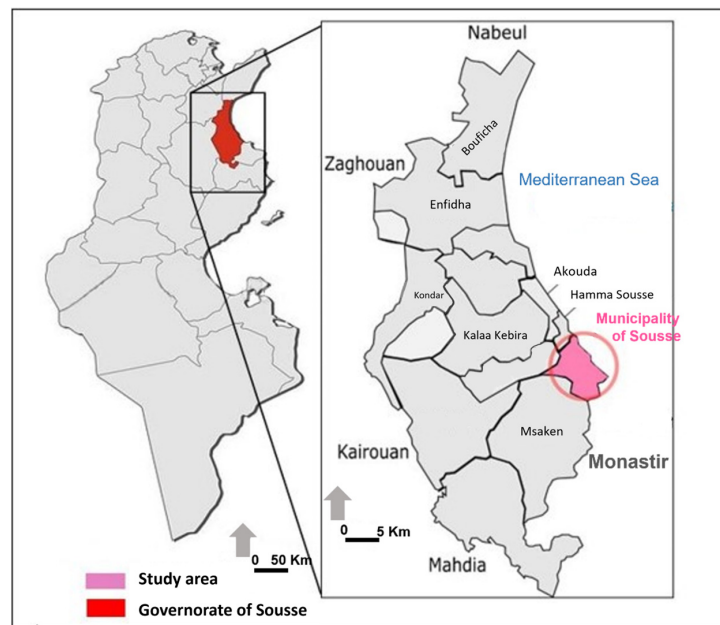 Nabeul
Bouficha
Zaghouan
Mediterranean Sea
Enfidha
Akouda
Kondar
Hamma Sousse
Municipality
of Sousse
Kalaa Kebira
Msaken
Kairouan
Monastir
0 5 Km
Mahdia
0 50 Km
Study area
Governorate of Sousse